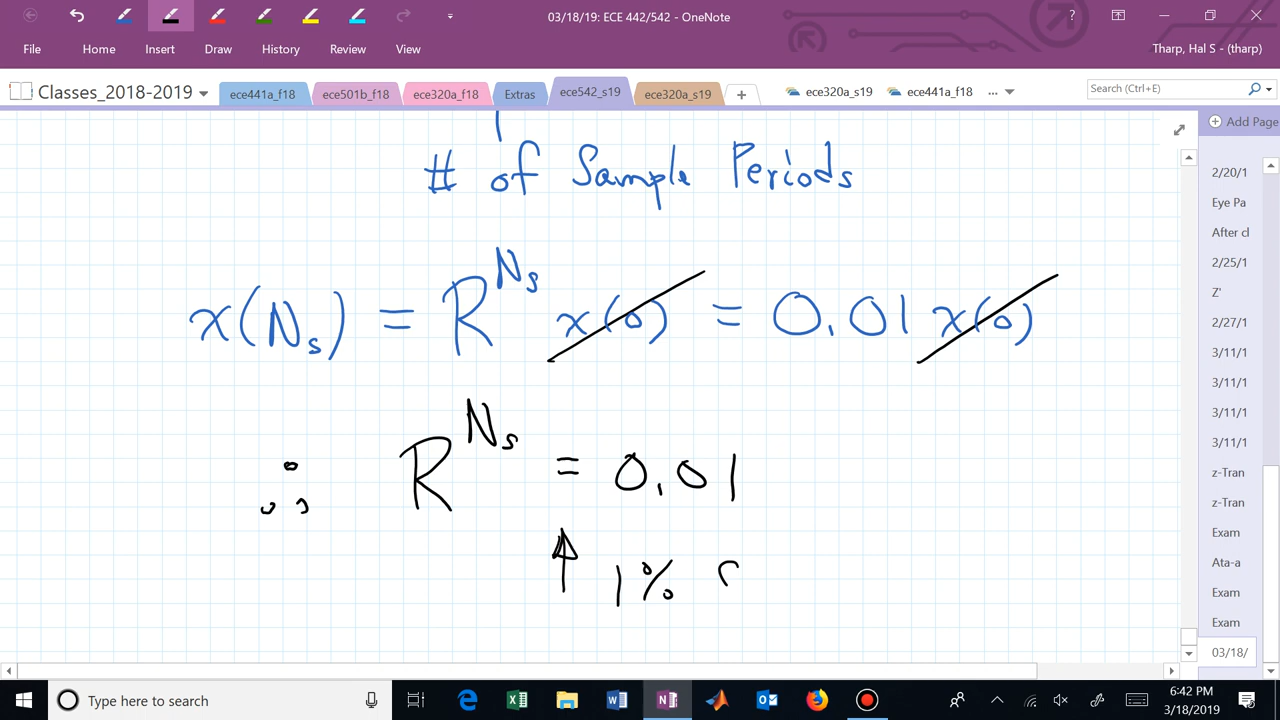 03/18/19: ECE 442/542 - OneNote
?
File Home Insert Draw History Review View
Tharp, Hal S - (tharp)
Classes_2018-2019
ece441a_f18 ece501b_f18 ece320a_f18 Extras ece542_s19 ece320a_s19 +
ece320a_s19 ece441a_f18 ...
Search (Ctrl+E)
Add Page
# of Sample Periods
x(Ns) = R^Ns x(0) = 0.01 x(0)
∴ R^Ns = 0.01
↑ 1%
2/20/1
Eye Pa
After cl
2/25/1
Z'
2/27/1
3/11/1
3/11/1
3/11/1
3/11/1
z-Tran
z-Tran
Exam
Ata-a
Exam
Exam
03/18/
Type here to search
6:42 PM
3/18/2019